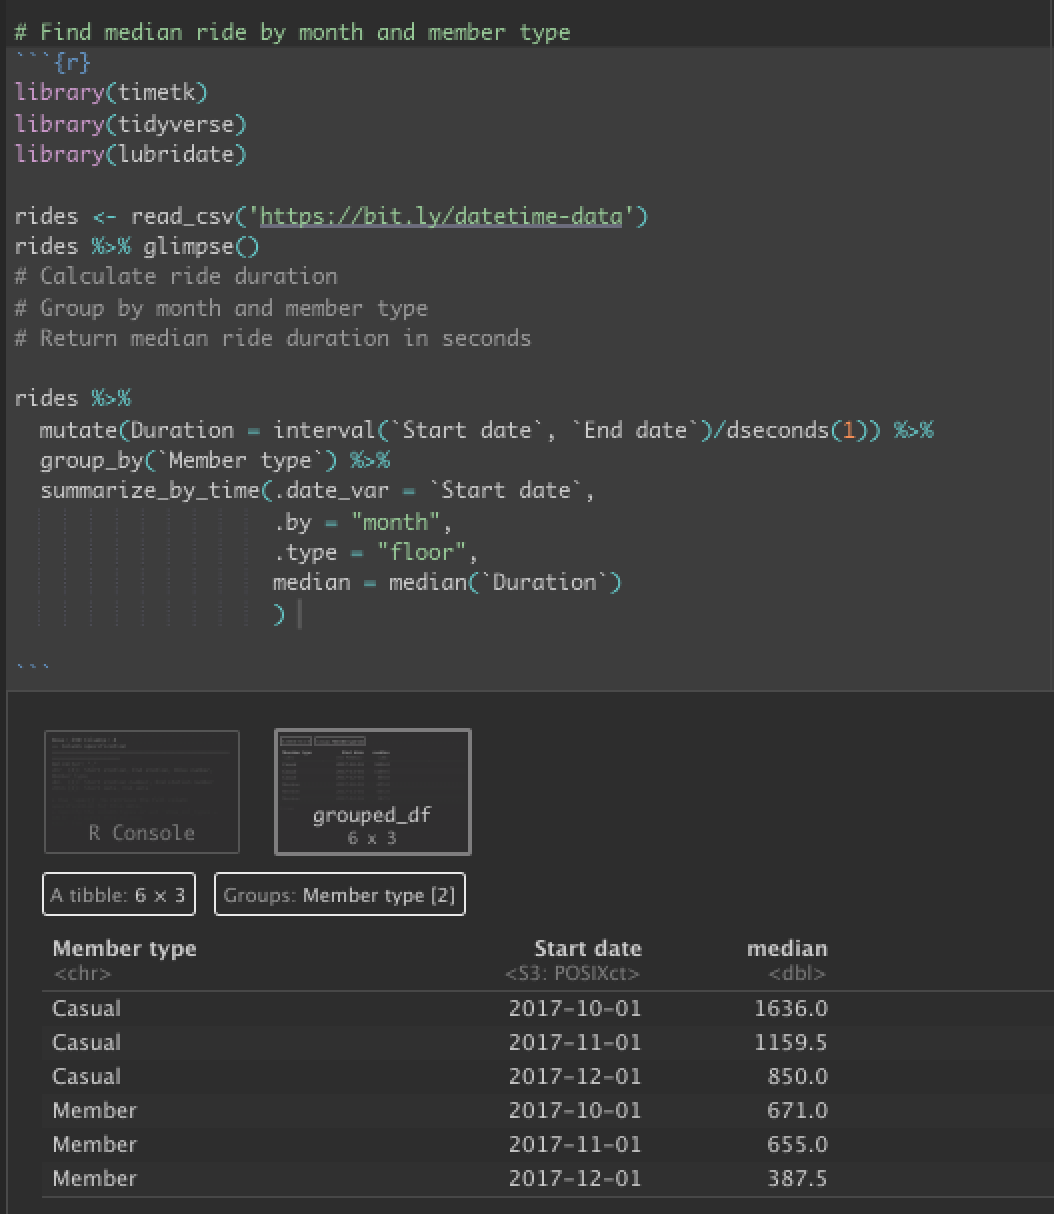 # Find median ride by month and member type
```{r}
library(timetk)
library(tidyverse)
library(lubridate)
rides <- read_csv('https://bit.ly/datetime-data')
rides %>% glimpse()
# Calculate ride duration
# Group by month and member type
# Return median ride duration in seconds
rides %>%
  mutate(Duration = interval(`Start date`, `End date`)/dseconds(1)) %>%
  group_by(`Member type`) %>%
  summarize_by_time(.date_var = `Start date`,
                    .by = "month",
                    .type = "floor",
                    median = median(`Duration`)
                    )
```
R Console
grouped_df
6 x 3
A tibble: 6 × 3 Groups: Member type [2]
Member type Start date median
<chr> <S3: POSIXct> <dbl>
Casual 2017-10-01 1636.0
Casual 2017-11-01 1159.5
Casual 2017-12-01 850.0
Member 2017-10-01 671.0
Member 2017-11-01 655.0
Member 2017-12-01 387.5